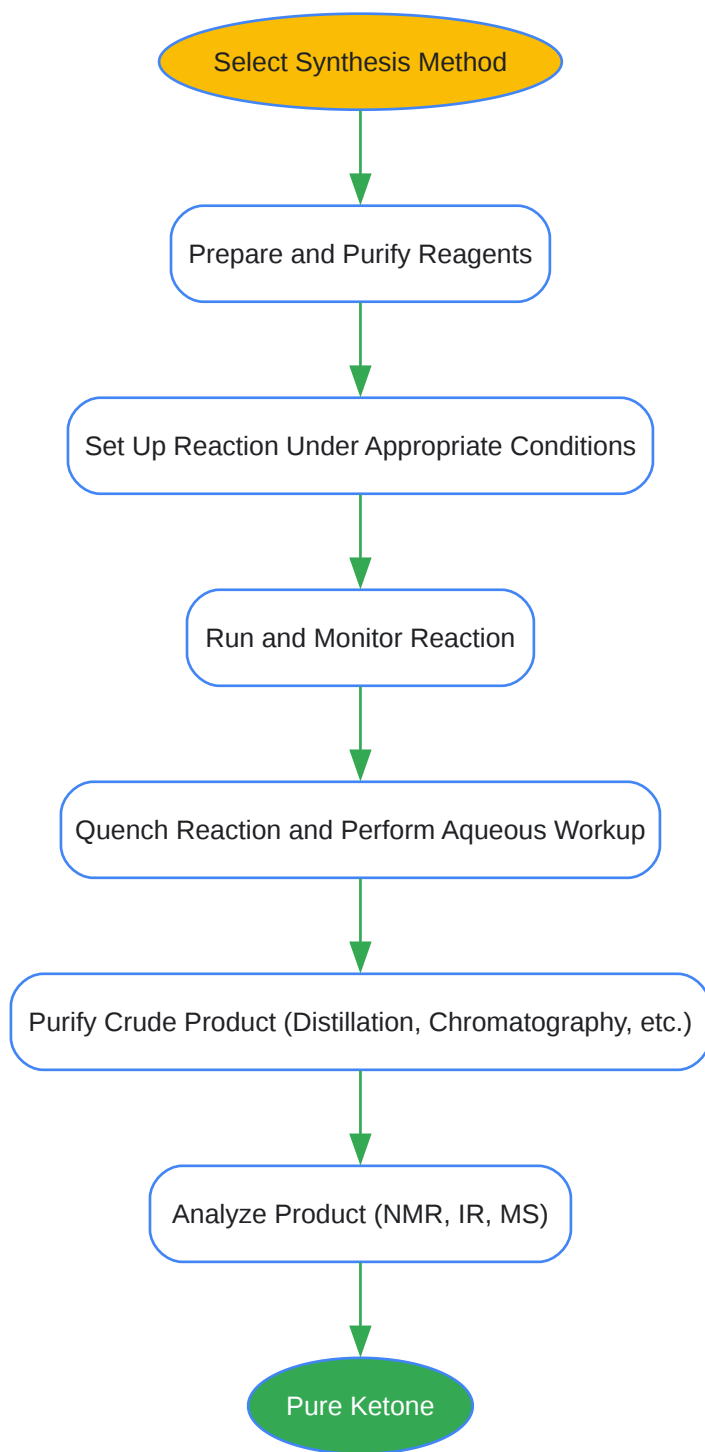 Select Synthesis Method
Prepare and Purify Reagents
Set Up Reaction Under Appropriate Conditions
Run and Monitor Reaction
Quench Reaction and Perform Aqueous Workup
Purify Crude Product (Distillation, Chromatography, etc.)
Analyze Product (NMR, IR, MS)
Pure Ketone